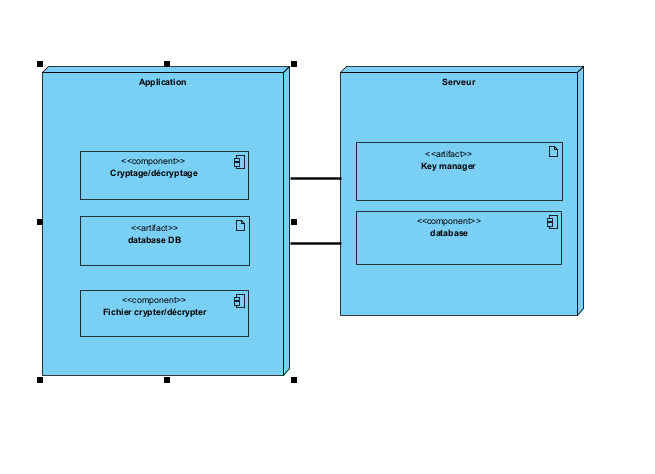 Application
<<component>>
Cryptage/décryptage
<<artifact>>
database DB
<<component>>
Fichier crypter/décrypter
Serveur
<<artifact>>
Key manager
<<component>>
database